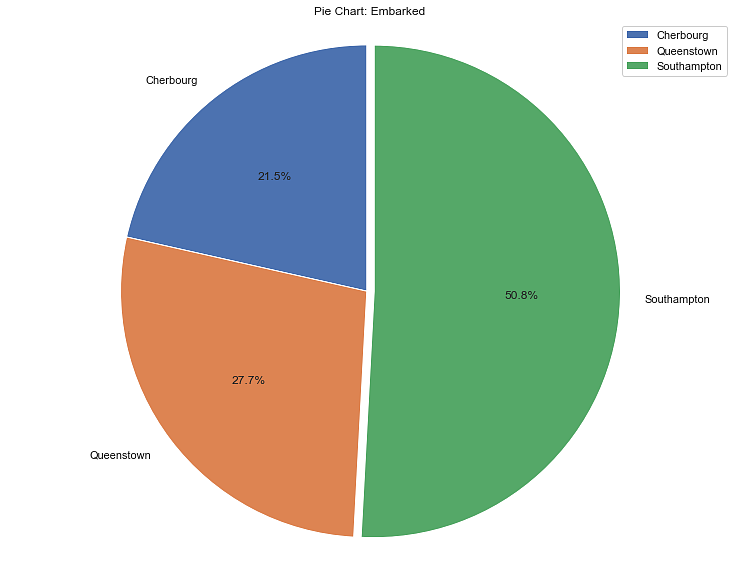 Pie Chart: Embarked
Cherbourg
Queenstown
Southampton
Cherbourg
21.5%
50.8%
Southampton
27.7%
Queenstown